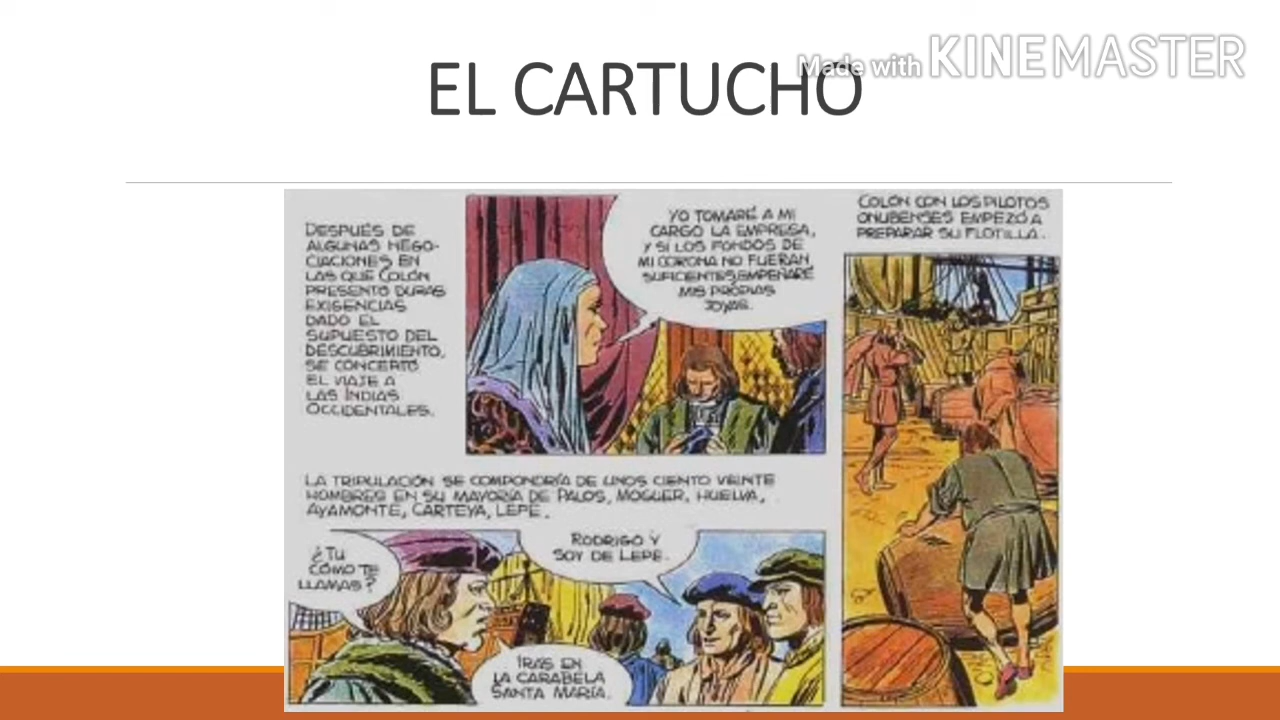 EL CARTUCHO
Made with KINEMASTER
DESPUÉS DE
ALGUNAS NEGO-
CIACIONES EN
LAS QUE COLÓN
PRESENTÓ DURAS
EXIGENCIAS
DADO EL
SUPUESTO DEL
DESCUBRIMIENTO,
SE CONCERTÓ
EL VIAJE A
LAS INDIAS
OCCIDENTALES.
YO TOMARÉ A MI
CARGO LA EMPRESA,
Y SI LOS FONDOS DE
MI CORONA NO FUERAN
SUFICIENTES, EMPEÑARÉ
MIS PROPIAS
JOYAS.
COLÓN CON LOS PILOTOS
ONUBENSES EMPEZÓ A
PREPARAR SU FLOTILLA.
LA TRIPULACIÓN SE COMPONDRÍA DE UNOS CIENTO VEINTE
HOMBRES EN SU MAYORÍA DE PALOS, MOGUER, HUELVA,
AYAMONTE, CARTEYA, LEPE.
¿TU
CÓMO TE
LLAMAS?
RODRIGO Y
SOY DE LEPE.
IRAS EN
LA CARABELA
SANTA MARÍA.